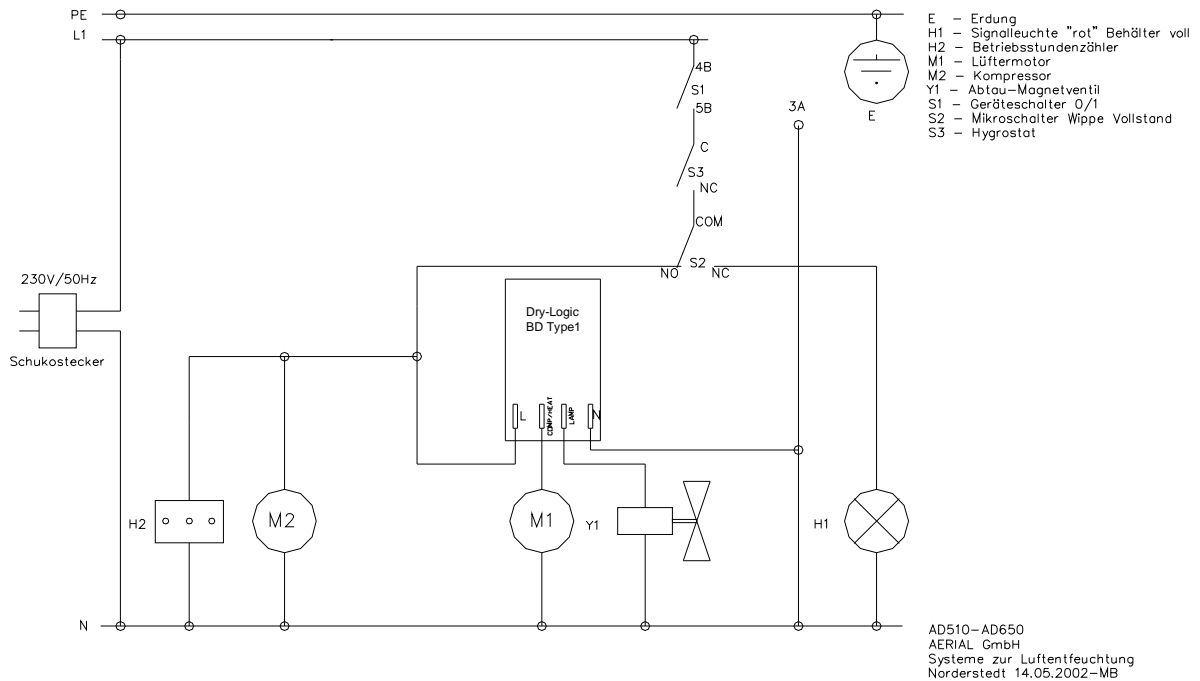 PE
L1
E – Erdung
H1 – Signalleuchte "rot" Behälter voll
H2 – Betriebsstundenzähler
M1 – Lüftermotor
M2 – Kompressor
Y1 – Abtau–Magnetventil
S1 – Geräteschalter 0/1
S2 – Mikroschalter Wippe Vollstand
S3 – Hygrostat
E
4B
S1
5B
3A
C
S3
NC
COM
S2
NO
NC
230V/50Hz
Schukostecker
Dry-Logic
BD Type1
L
COMP/HEAT
LAMP
N
H2
M2
M1
Y1
H1
N
AD510–AD650
AERIAL GmbH
Systeme zur Luftentfeuchtung
Norderstedt 14.05.2002–MB